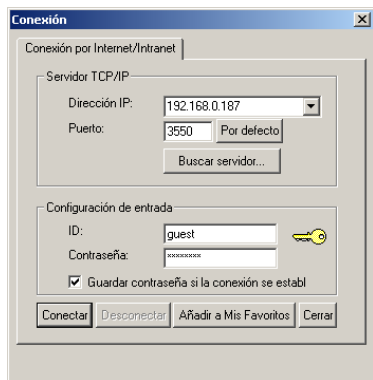 Conexión
Conexión por Internet/Intranet
Servidor TCP/IP
Dirección IP: 192.168.0.187
Puerto: 3550 Por defecto
Buscar servidor...
Configuración de entrada
ID: guest
Contraseña: ********
Guardar contraseña si la conexión se establ
Conectar Desconectar Añadir a Mis Favoritos Cerrar